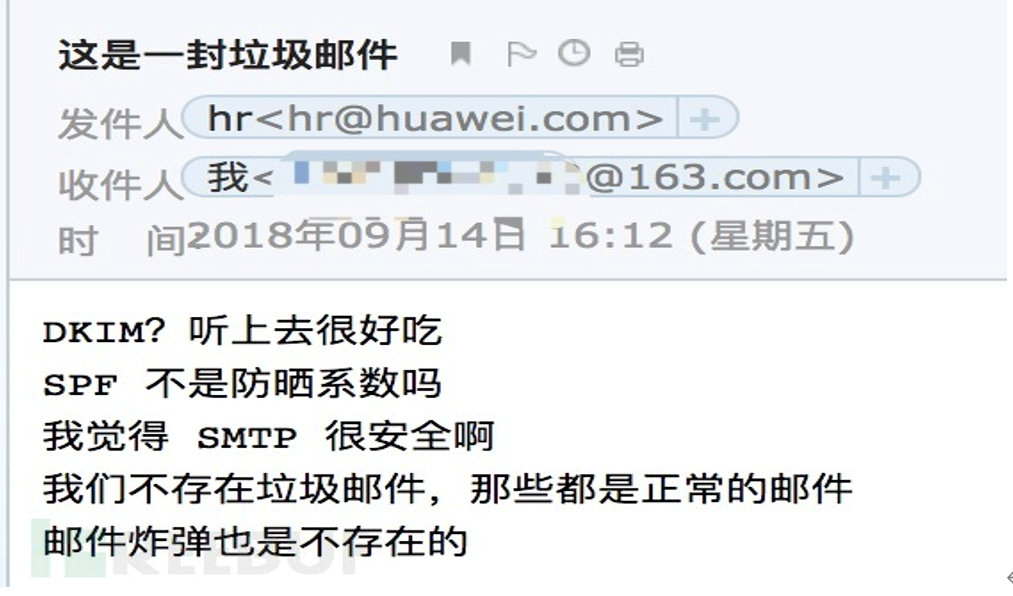 这是一封垃圾邮件
发件人 hr<hr@huawei.com> +
收件人 我< @163.com> +
时 间:2018年09月14日 16:12 (星期五)
DKIM? 听上去很好吃
SPF 不是防晒系数吗
我觉得 SMTP 很安全啊
我们不存在垃圾邮件, 那些都是正常的邮件
邮件炸弹也是不存在的
REEBUF